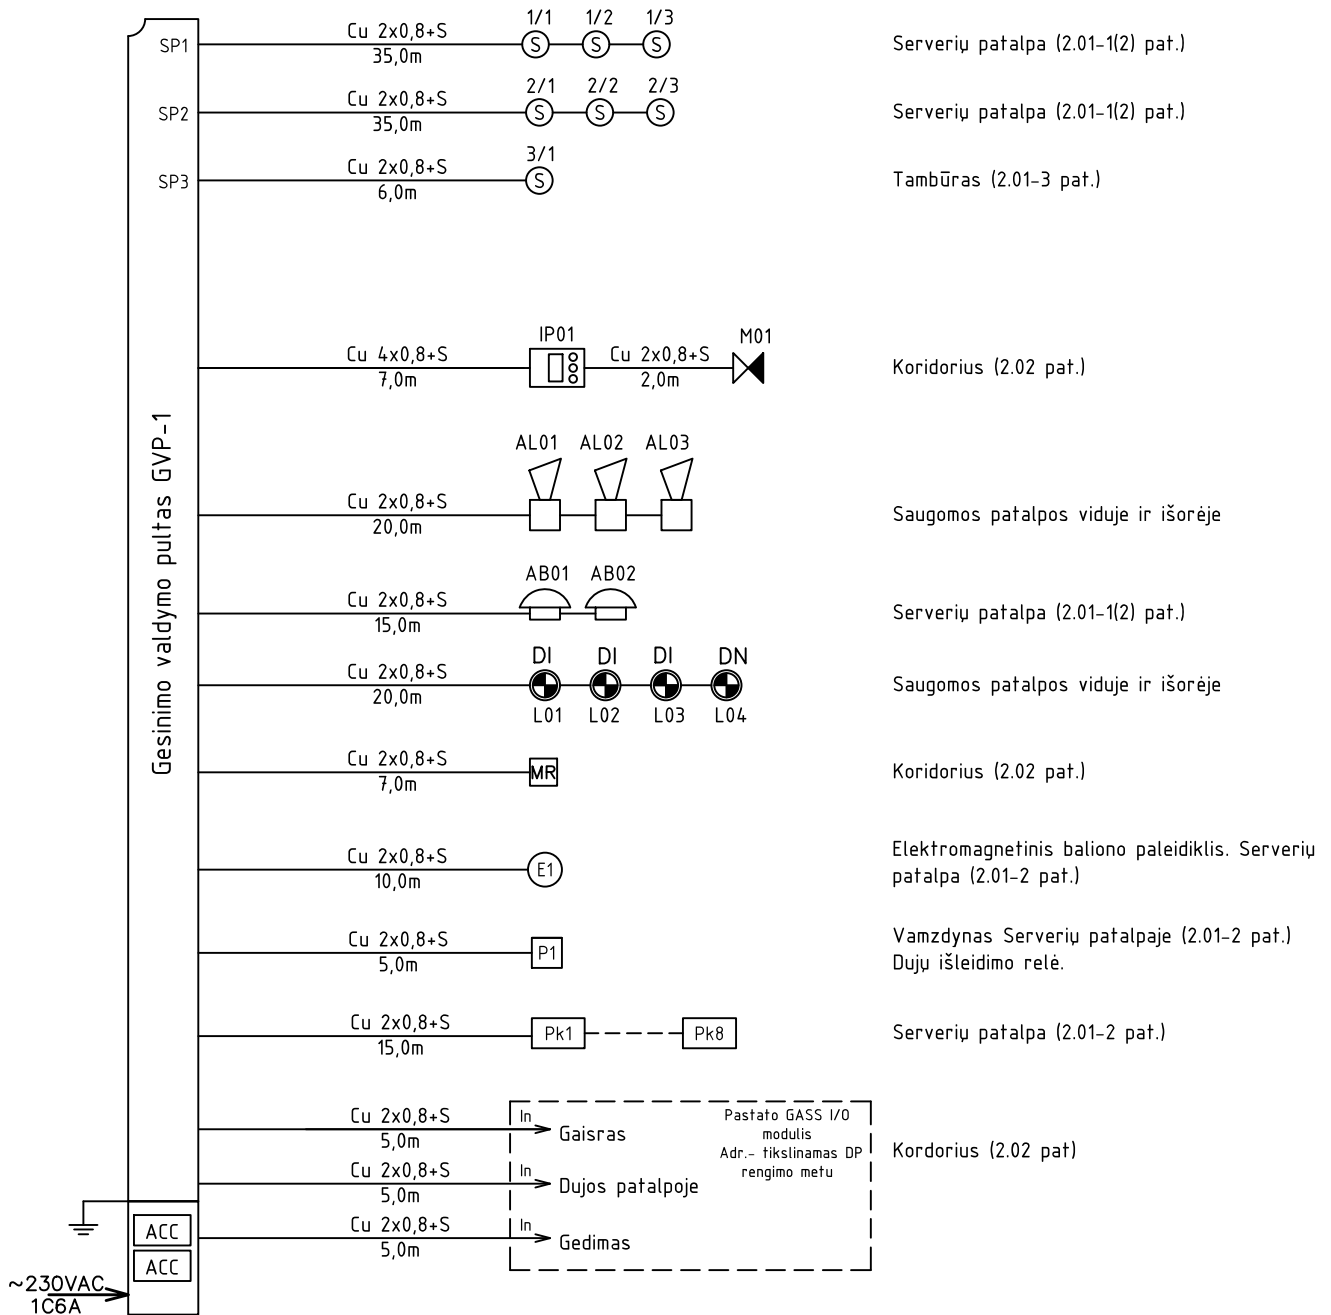 1/1 1/2 1/3
SP1 Cu 2x0,8+S S S S Serverių patalpa (2.01-1(2) pat.)
35,0m
2/1 2/2 2/3
SP2 Cu 2x0,8+S S S S Serverių patalpa (2.01-1(2) pat.)
35,0m
3/1
SP3 Cu 2x0,8+S S Tambūras (2.01-3 pat.)
6,0m
Gesinimo valdymo pultas GVP-1
IP01 M01
Cu 4x0,8+S Cu 2x0,8+S Koridorius (2.02 pat.)
7,0m 2,0m
AL01 AL02 AL03
Cu 2x0,8+S Saugomos patalpos viduje ir išorėje
20,0m
AB01 AB02
Cu 2x0,8+S Serverių patalpa (2.01-1(2) pat.)
15,0m
DI DI DI DN
Cu 2x0,8+S Saugomos patalpos viduje ir išorėje
20,0m
L01 L02 L03 L04
Cu 2x0,8+S MR Koridorius (2.02 pat.)
7,0m
Cu 2x0,8+S E1 Elektromagnetinis baliono paleidiklis. Serverių
10,0m patalpa (2.01-2 pat.)
Cu 2x0,8+S P1 Vamzdynas Serverių patalpaje (2.01-2 pat.)
5,0m Dujų išleidimo relė.
Cu 2x0,8+S Pk1 Pk8 Serverių patalpa (2.01-2 pat.)
15,0m
Cu 2x0,8+S In Gaisras
5,0m
Pastato GASS I/O
modulis
Adr.- tikslinamas DP
rengimo metu
Kordorius (2.02 pat)
Cu 2x0,8+S In Dujos patalpoje
5,0m
Cu 2x0,8+S In Gedimas
5,0m
ACC
ACC
~230VAC
1C6A